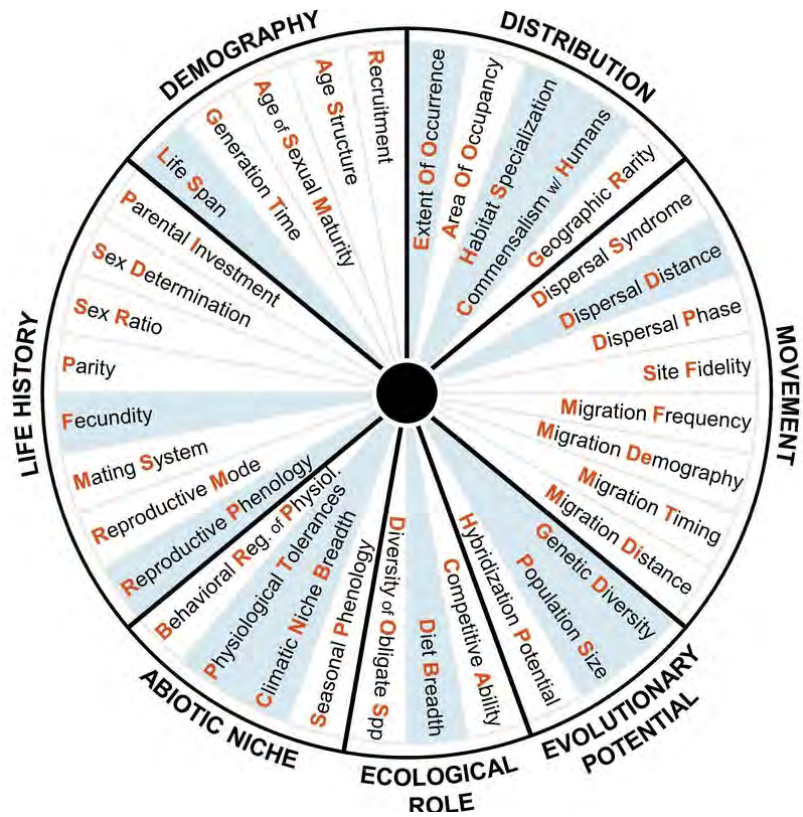 DEMOGRAPHY
Life Span
Generation Time
Age of Sexual Maturity
Age Structure
Recruitment
DISTRIBUTION
Extent Of Occurrence
Area Of Occupancy
Habitat Specialization
Commensalism w/ Humans
Geographic Rarity
MOVEMENT
Dispersal Syndrome
Dispersal Distance
Dispersal Phase
Site Fidelity
Migration Frequency
Migration Demography
Migration Timing
Migration Distance
EVOLUTIONARY
POTENTIAL
Genetic Diversity
Population Size
Hybridization Potential
ECOLOGICAL
ROLE
Competitive Ability
Diet Breadth
Diversity of Obligate Spp
ABIOTIC NICHE
Seasonal Phenology
Climatic Niche Breadth
Physiological Tolerances
Behavioral Reg. of Physiol.
LIFE HISTORY
Reproductive Phenology
Reproductive Mode
Mating System
Fecundity
Parity
Sex Ratio
Sex Determination
Parental Investment